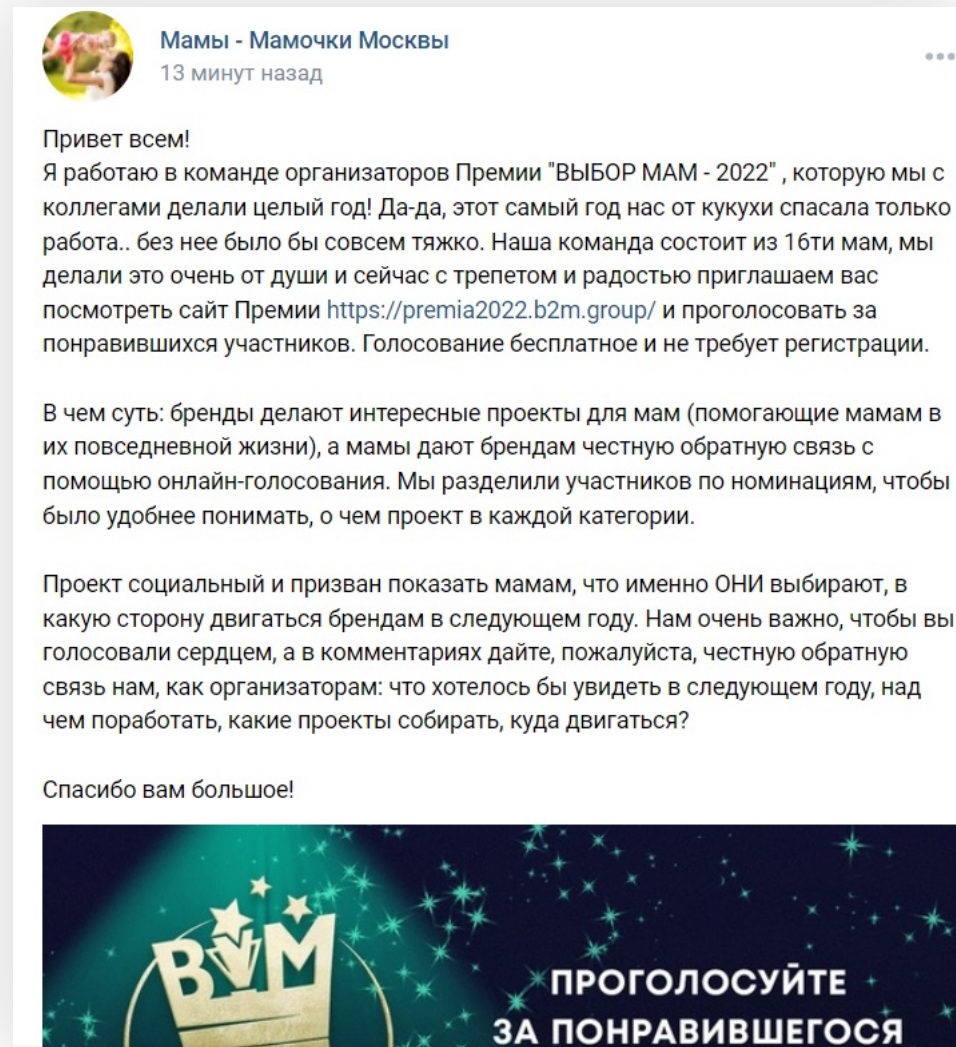 Мамы - Мамочки Москвы
13 минут назад
Привет всем!
Я работаю в команде организаторов Премии "ВЫБОР МАМ - 2022" , которую мы с
коллегами делали целый год! Да-да, этот самый год нас от кукухи спасала только
работа.. без нее было бы совсем тяжко. Наша команда состоит из 16ти мам, мы
делали это очень от души и сейчас с трепетом и радостью приглашаем вас
посмотреть сайт Премии https://premia2022.b2m.group/ и проголосовать за
понравившихся участников. Голосование бесплатное и не требует регистрации.
В чем суть: бренды делают интересные проекты для мам (помогающие мамам в
их повседневной жизни), а мамы дают брендам честную обратную связь с
помощью онлайн-голосования. Мы разделили участников по номинациям, чтобы
было удобнее понимать, о чем проект в каждой категории.
Проект социальный и призван показать мамам, что именно ОНИ выбирают, в
какую сторону двигаться брендам в следующем году. Нам очень важно, чтобы вы
голосовали сердцем, а в комментариях дайте, пожалуйста, честную обратную
связь нам, как организаторам: что хотелось бы увидеть в следующем году, над
чем поработать, какие проекты собирать, куда двигаться?
Спасибо вам большое!
ВУМ
ПРОГОЛОСУЙТЕ
ЗА ПОНРАВИВШЕГОСЯ